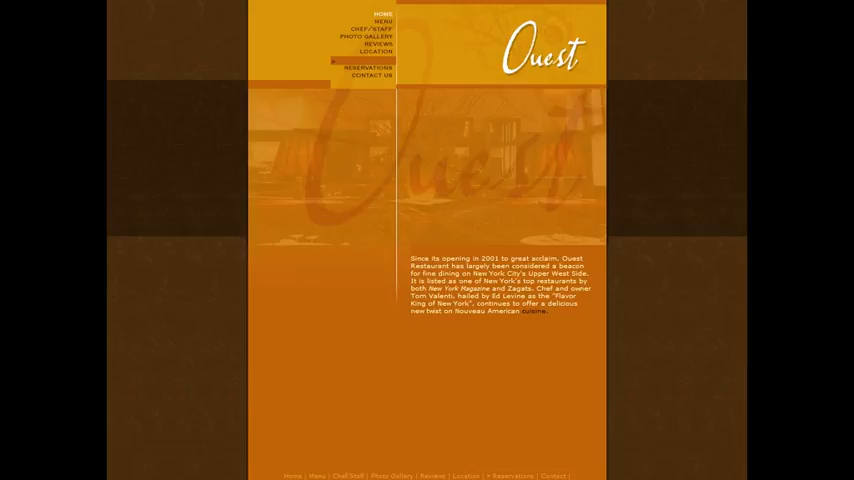 HOME
MENU
CHEF/STAFF
PHOTO GALLERY
REVIEWS
LOCATION
>
RESERVATIONS
CONTACT US
Ouest
Ouest
Since its opening in 2001 to great acclaim, Ouest
Restaurant has largely been considered a beacon
for fine dining on New York City's Upper West Side.
It is listed as one of New York's top restaurants by
both New York Magazine and Zagats. Chef and owner
Tom Valenti, hailed by Ed Levine as the "Flavor
King of New York", continues to offer a delicious
new twist on Nouveau American cuisine.
Home | Menu | Chef/Staff | Photo Gallery | Reviews | Location | > Reservations | Contact |